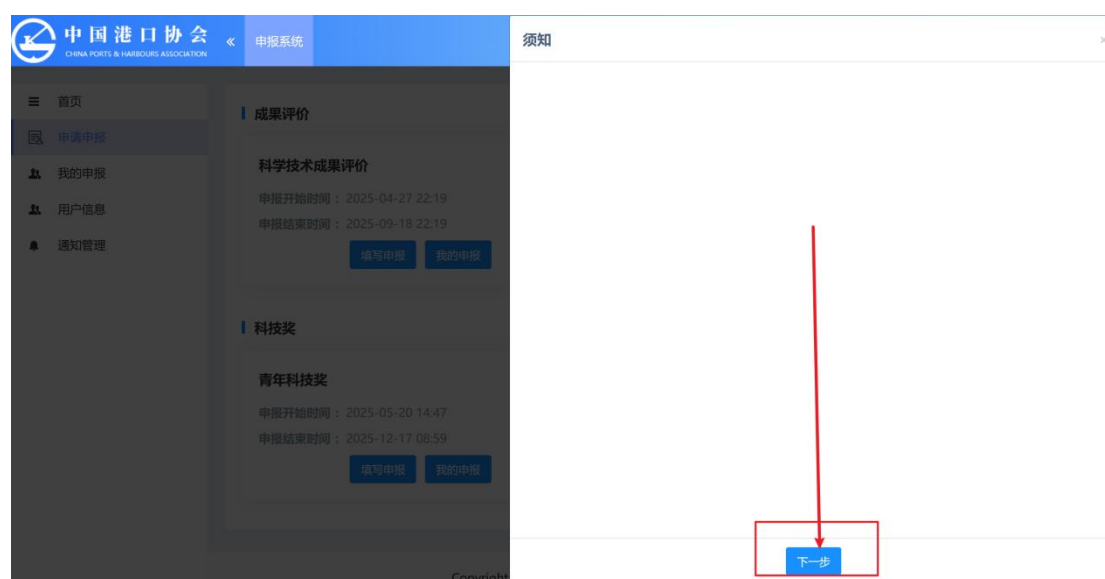 中国港口协会
CHINA PORTS & HARBOURS ASSOCIATION
« 申报系统
须知
×
首页
申请申报
我的申报
用户信息
通知管理
成果评价
科学技术成果评价
申报开始时间：2025-04-27 22:19
申报结束时间：2025-09-18 22:19
填写申报 我的申报
科技奖
青年科技奖
申报开始时间：2025-05-20 14:47
申报结束时间：2025-12-17 08:59
填写申报 我的申报
Copyright
下一步